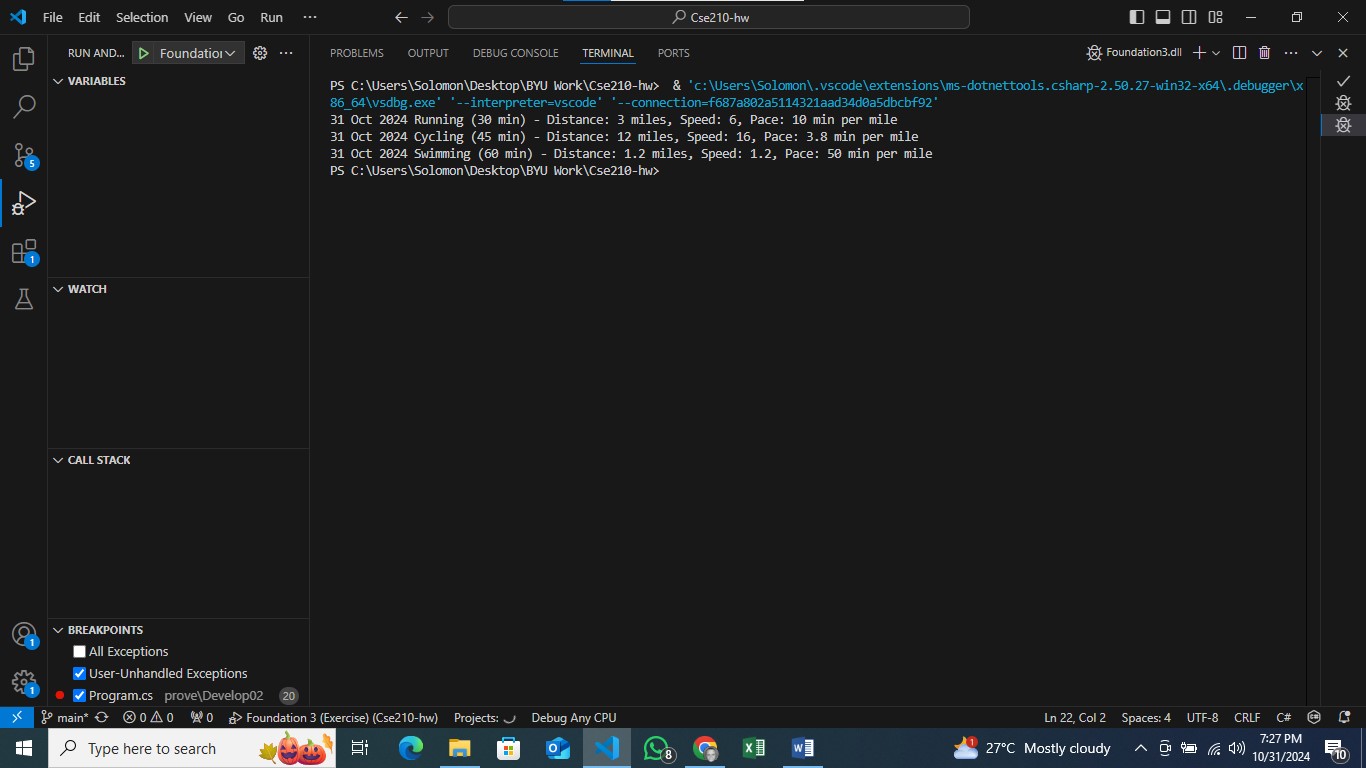 File Edit Selection View Go Run ···
Cse210-hw
RUN AND... Foundation
VARIABLES
WATCH
CALL STACK
BREAKPOINTS
All Exceptions
User-Unhandled Exceptions
Program.cs prove\Develop02 20
5
1
1
1
PROBLEMS OUTPUT DEBUG CONSOLE TERMINAL PORTS
Foundation3.dll
PS C:\Users\Solomon\Desktop\BYU Work\Cse210-hw>  & 'c:\Users\Solomon\.vscode\extensions\ms-dotnettools.csharp-2.50.27-win32-x64\.debugger\x
86_64\vsdbg.exe' '--interpreter=vscode' '--connection=f687a802a5114321aad34d0a5dbcbf92'
31 Oct 2024 Running (30 min) - Distance: 3 miles, Speed: 6, Pace: 10 min per mile
31 Oct 2024 Cycling (45 min) - Distance: 12 miles, Speed: 16, Pace: 3.8 min per mile
31 Oct 2024 Swimming (60 min) - Distance: 1.2 miles, Speed: 1.2, Pace: 50 min per mile
PS C:\Users\Solomon\Desktop\BYU Work\Cse210-hw>
main* 0 0 0 Foundation 3 (Exercise) (Cse210-hw) Projects: Debug Any CPU
Ln 22, Col 2 Spaces: 4 UTF-8 CRLF C#
Type here to search
8
1
27°C Mostly cloudy
7:27 PM
10/31/2024
10